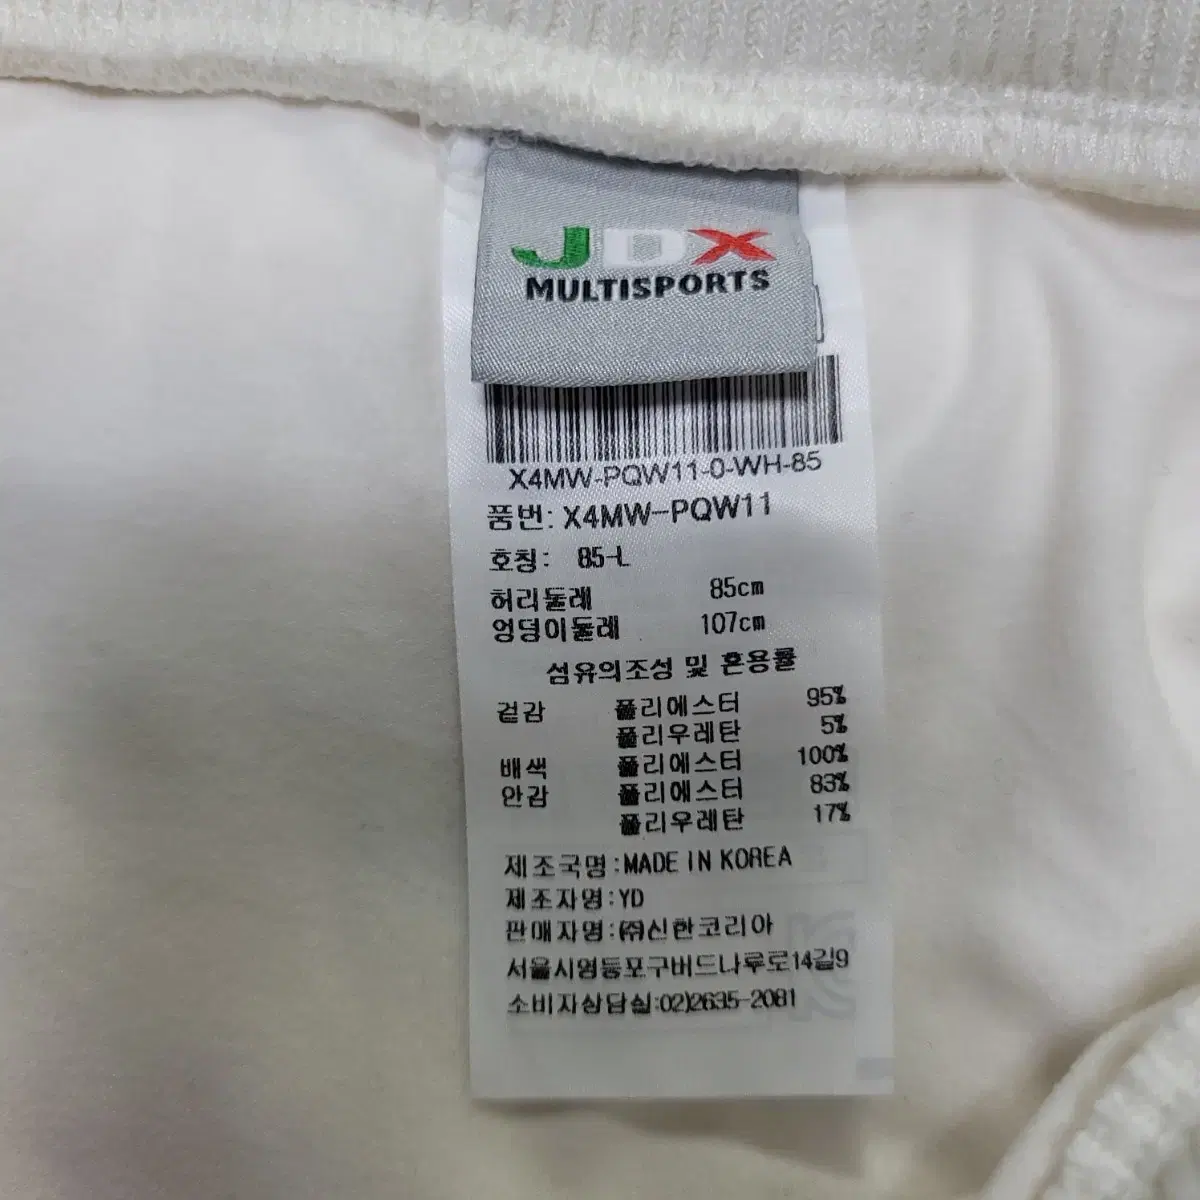 JDX
MULTISPORTS
X4MW-PQW11-0-WH-85
품번: X4MW-PQW11
호칭: 85-L
허리둘레 85cm
엉덩이둘레 107cm
섬유의조성 및 혼용률
겉감 폴리에스터 95%
폴리우레탄 5%
배색 폴리에스터 100%
안감 폴리에스터 83%
폴리우레탄 17%
제조국명:MADE IN KOREA
제조자명:YD
판매자명:㈜신한코리아
서울시영등포구버드나루로14길9
소비자상담실:02)2635-2081